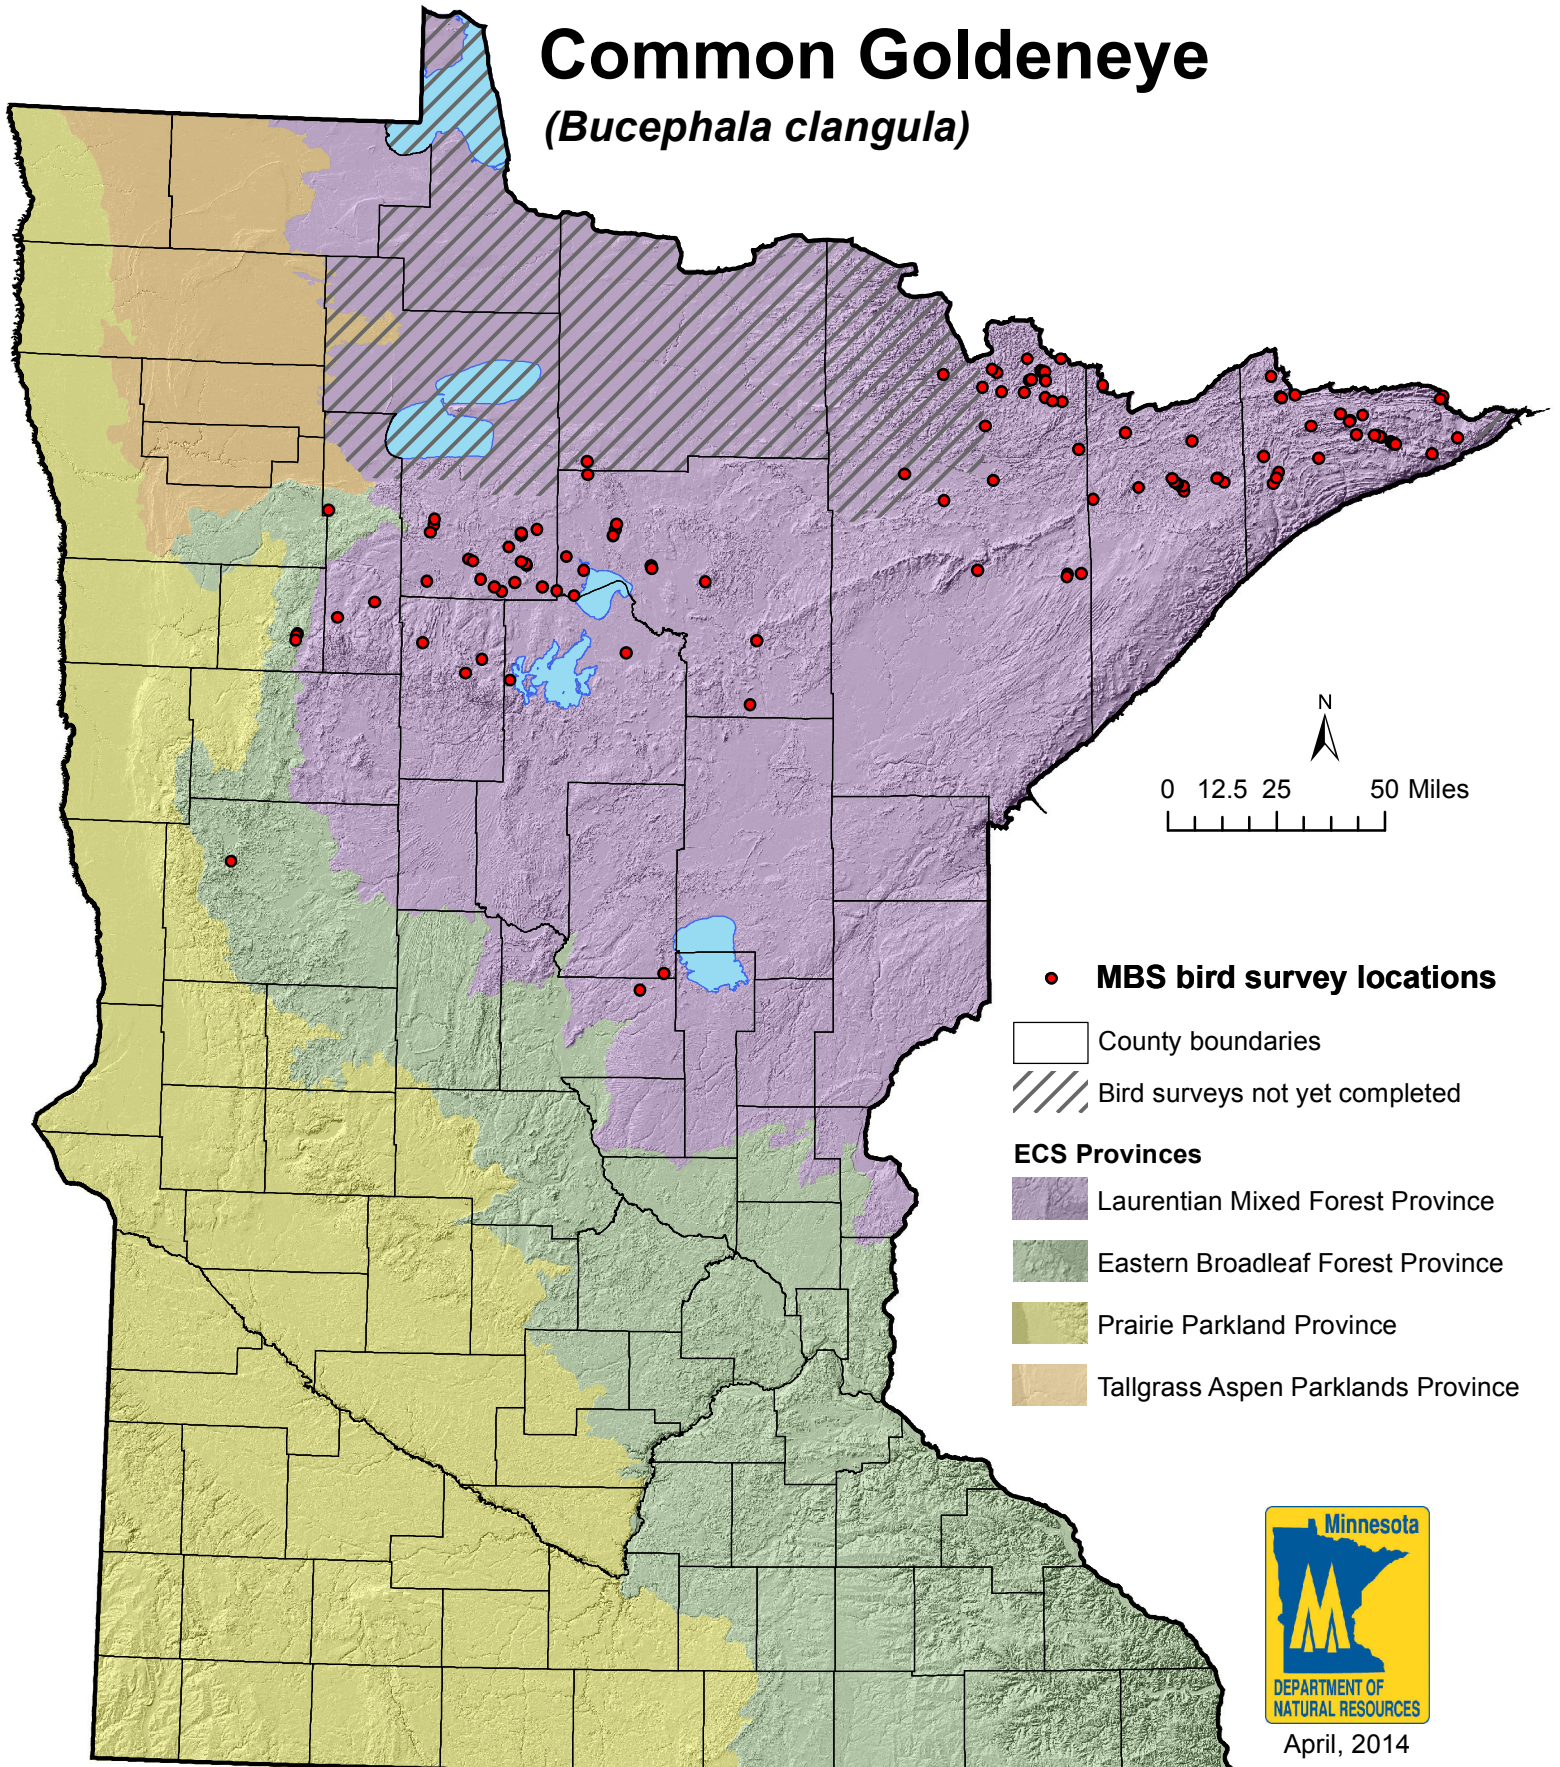 Common Goldeneye
(Bucephala clangula)
N
0 12.5 25 50 Miles
MBS bird survey locations
County boundaries
Bird surveys not yet completed
ECS Provinces
Laurentian Mixed Forest Province
Eastern Broadleaf Forest Province
Prairie Parkland Province
Tallgrass Aspen Parklands Province
Minnesota
DEPARTMENT OF
NATURAL RESOURCES
April, 2014